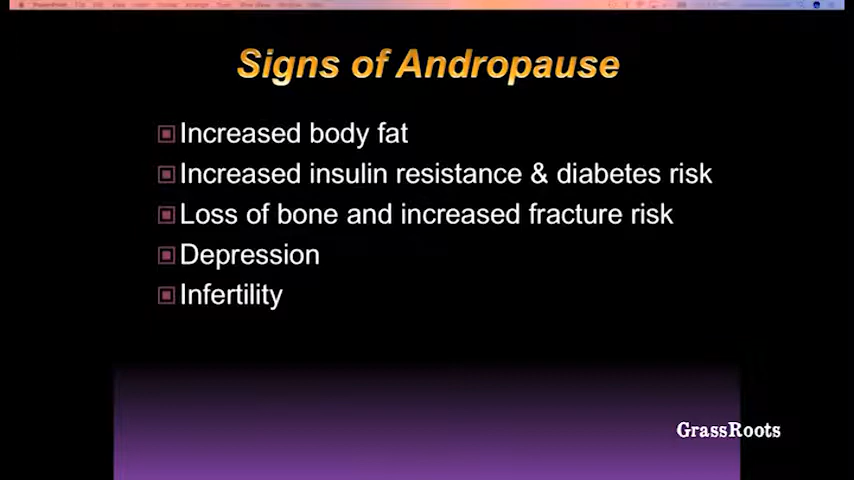 Signs of Andropause
Increased body fat
Increased insulin resistance & diabetes risk
Loss of bone and increased fracture risk
Depression
Infertility
GrassRoots